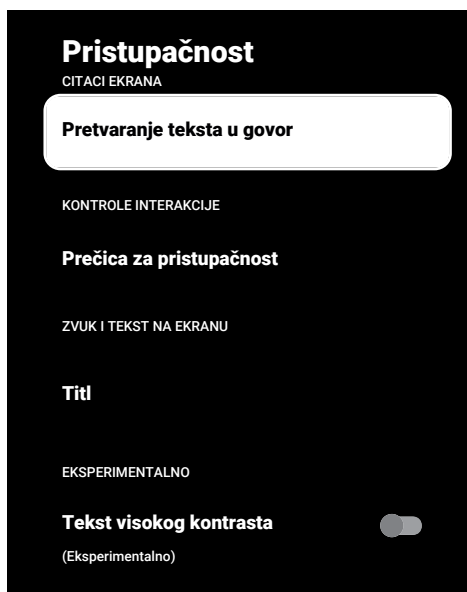 Pristupačnost
CITACI EKRANA
Pretvaranje teksta u govor
KONTROLE INTERAKCIJE
Prečica za pristupačnost
ZVUK I TEKST NA EKRANU
Titl
EKSPERIMENTALNO
Tekst visokog kontrasta
(Eksperimentalno)